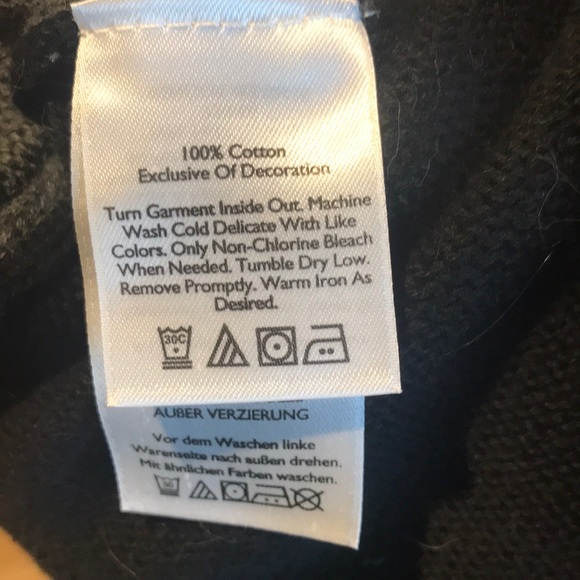 100% Cotton
Exclusive Of Decoration
Turn Garment Inside Out. Machine
Wash Cold Delicate With Like
Colors. Only Non-Chlorine Bleach
When Needed. Tumble Dry Low.
Remove Promptly. Warm Iron As
Desired.
30C
AUßER VERZIERUNG
Vor dem Waschen linke
Warenseite nach außen drehen.
Mit ähnlichen Farben waschen.
30